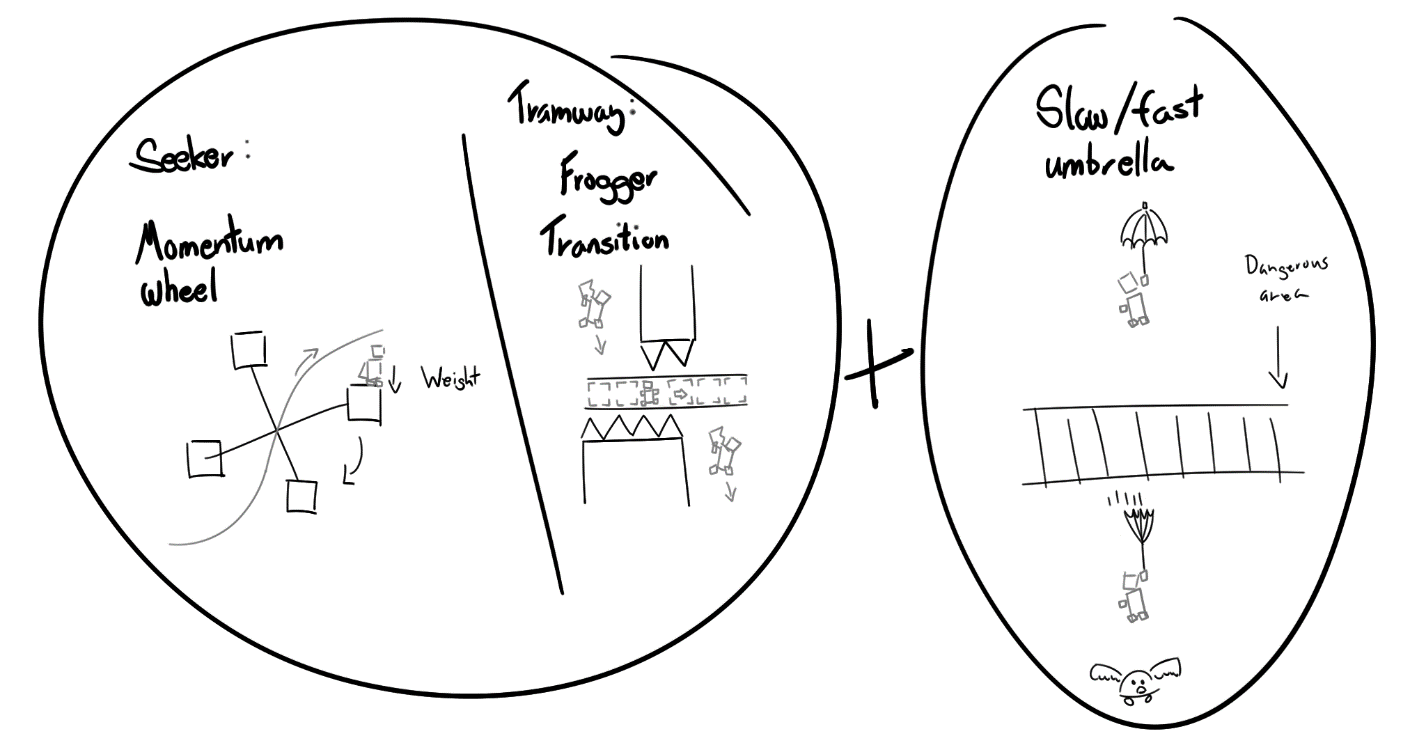 Seeker:
Momentum
wheel
Weight
Tramway:
Frogger
Transition
+
Slow/fast
umbrella
Dangerous
area